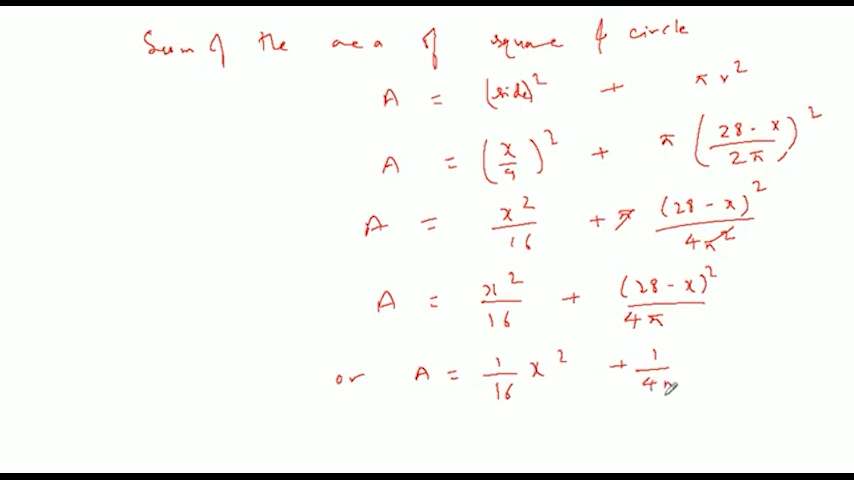 Sum of the area of square & circle
A = (side)² + πr²
A = (x/4)² + π((28 - x)/2π)²
A = x²/16 + π (28 - x)²/4π²
A = x²/16 + (28 - x)²/4π
or A = 1/16 x² + 1/4π